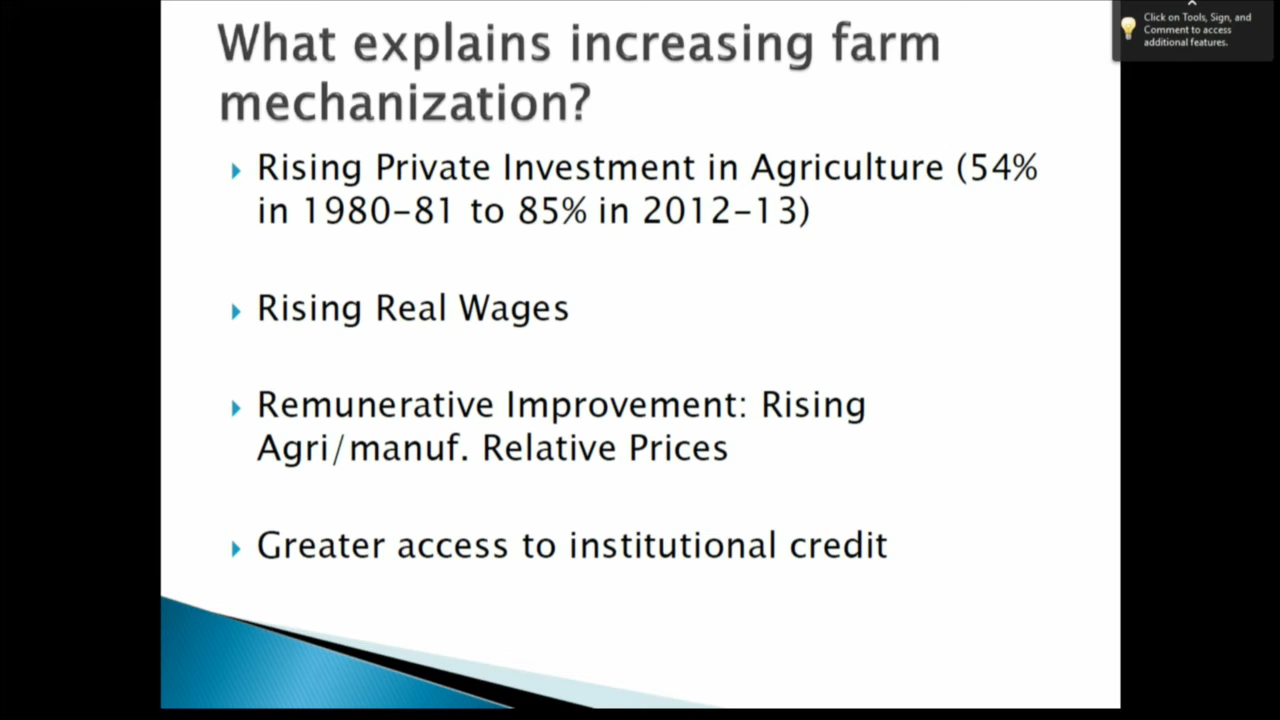 What explains increasing farm
mechanization?
Rising Private Investment in Agriculture (54%
in 1980-81 to 85% in 2012-13)
Rising Real Wages
Remunerative Improvement: Rising
Agri/manuf. Relative Prices
Greater access to institutional credit
Click on Tools, Sign, and
Comment to access
additional features.